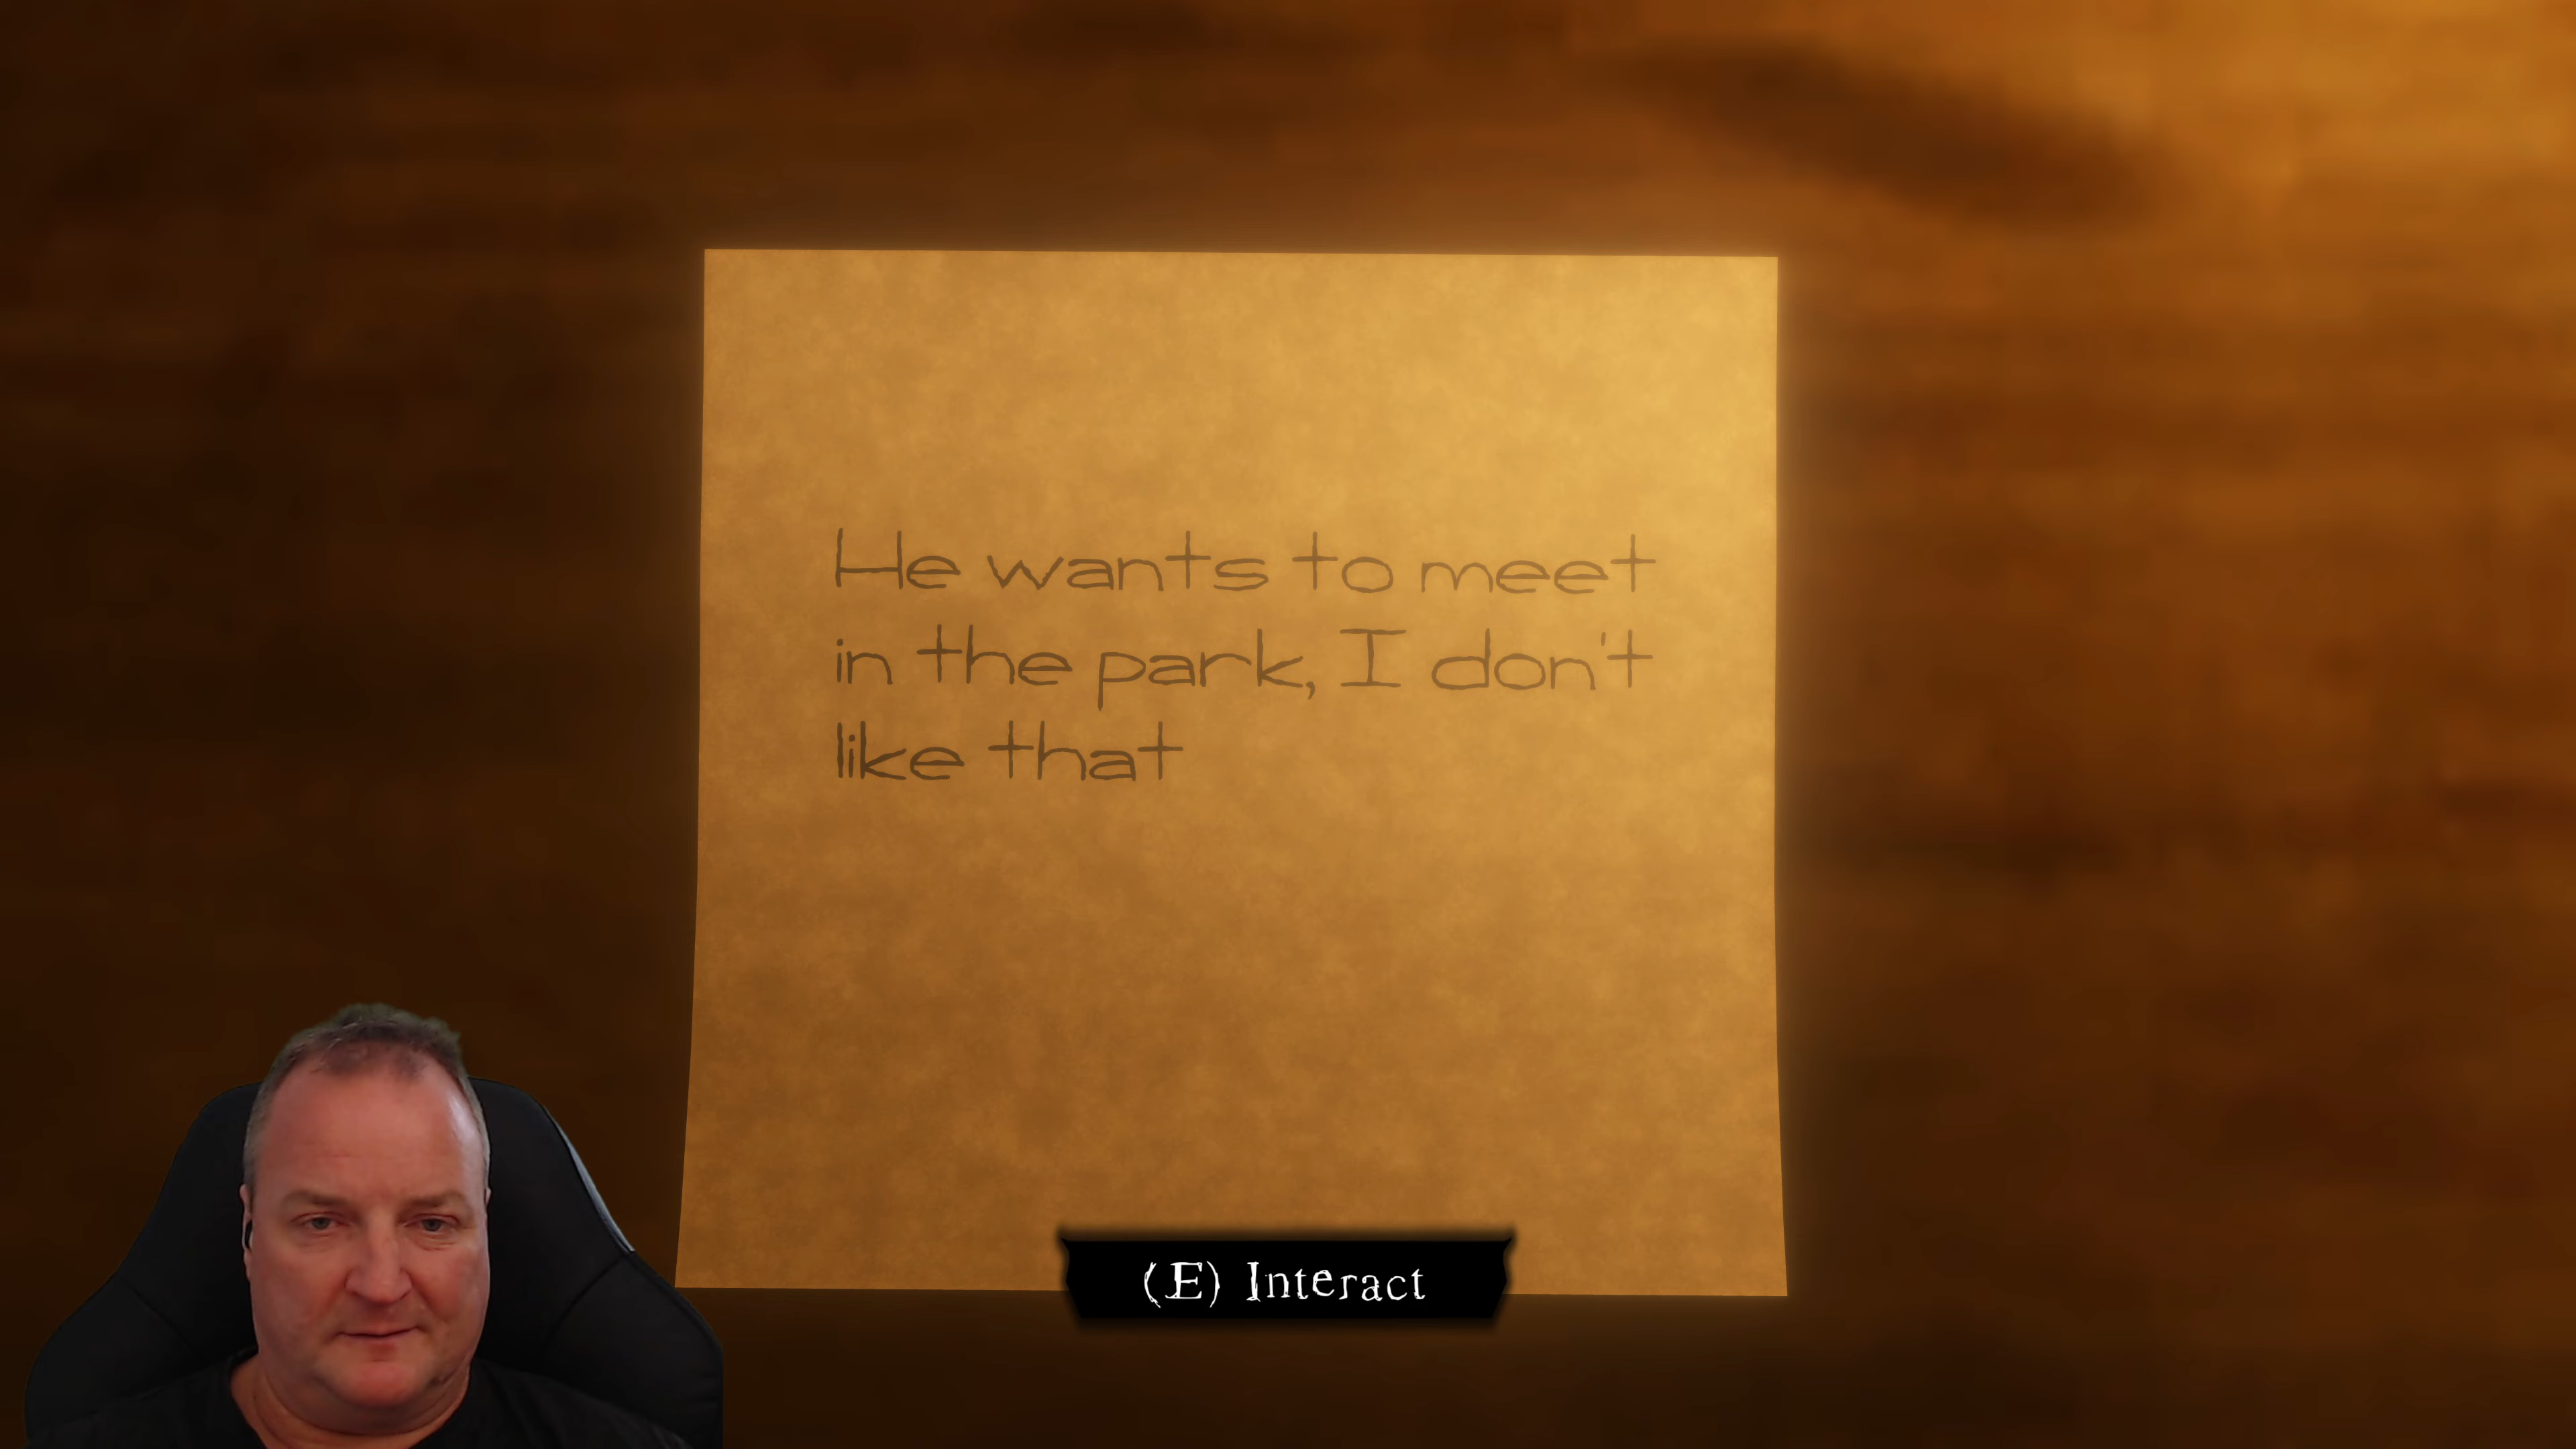 He wants to meet
in the park, I don't
like that
(E) Interact